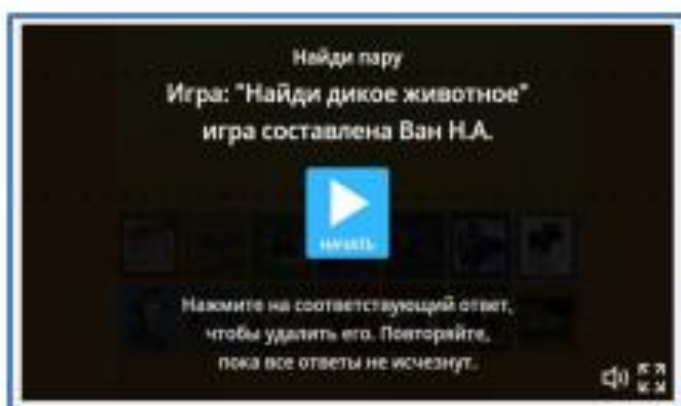 Найди пару
Игра: "Найди дикое животное"
игра составлена Ван Н.А.
НАЧАТЬ
Нажмите на соответствующий ответ,
чтобы удалить его. Повторяйте,
пока все ответы не исчезнут.